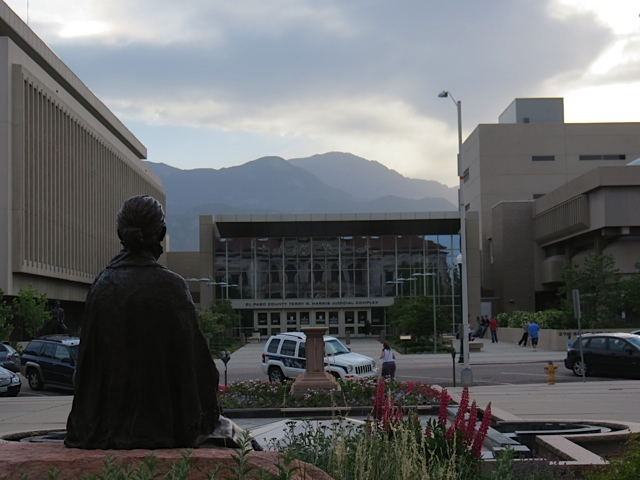 EL PASO COUNTY TERRY R. HARRIS JUDICIAL COMPLEX